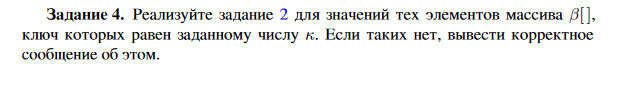 Задание 4. Реализуйте задание 2 для значений тех элементов массива β[],
ключ которых равен заданному числу κ. Если таких нет, вывести корректное
сообщение об этом.